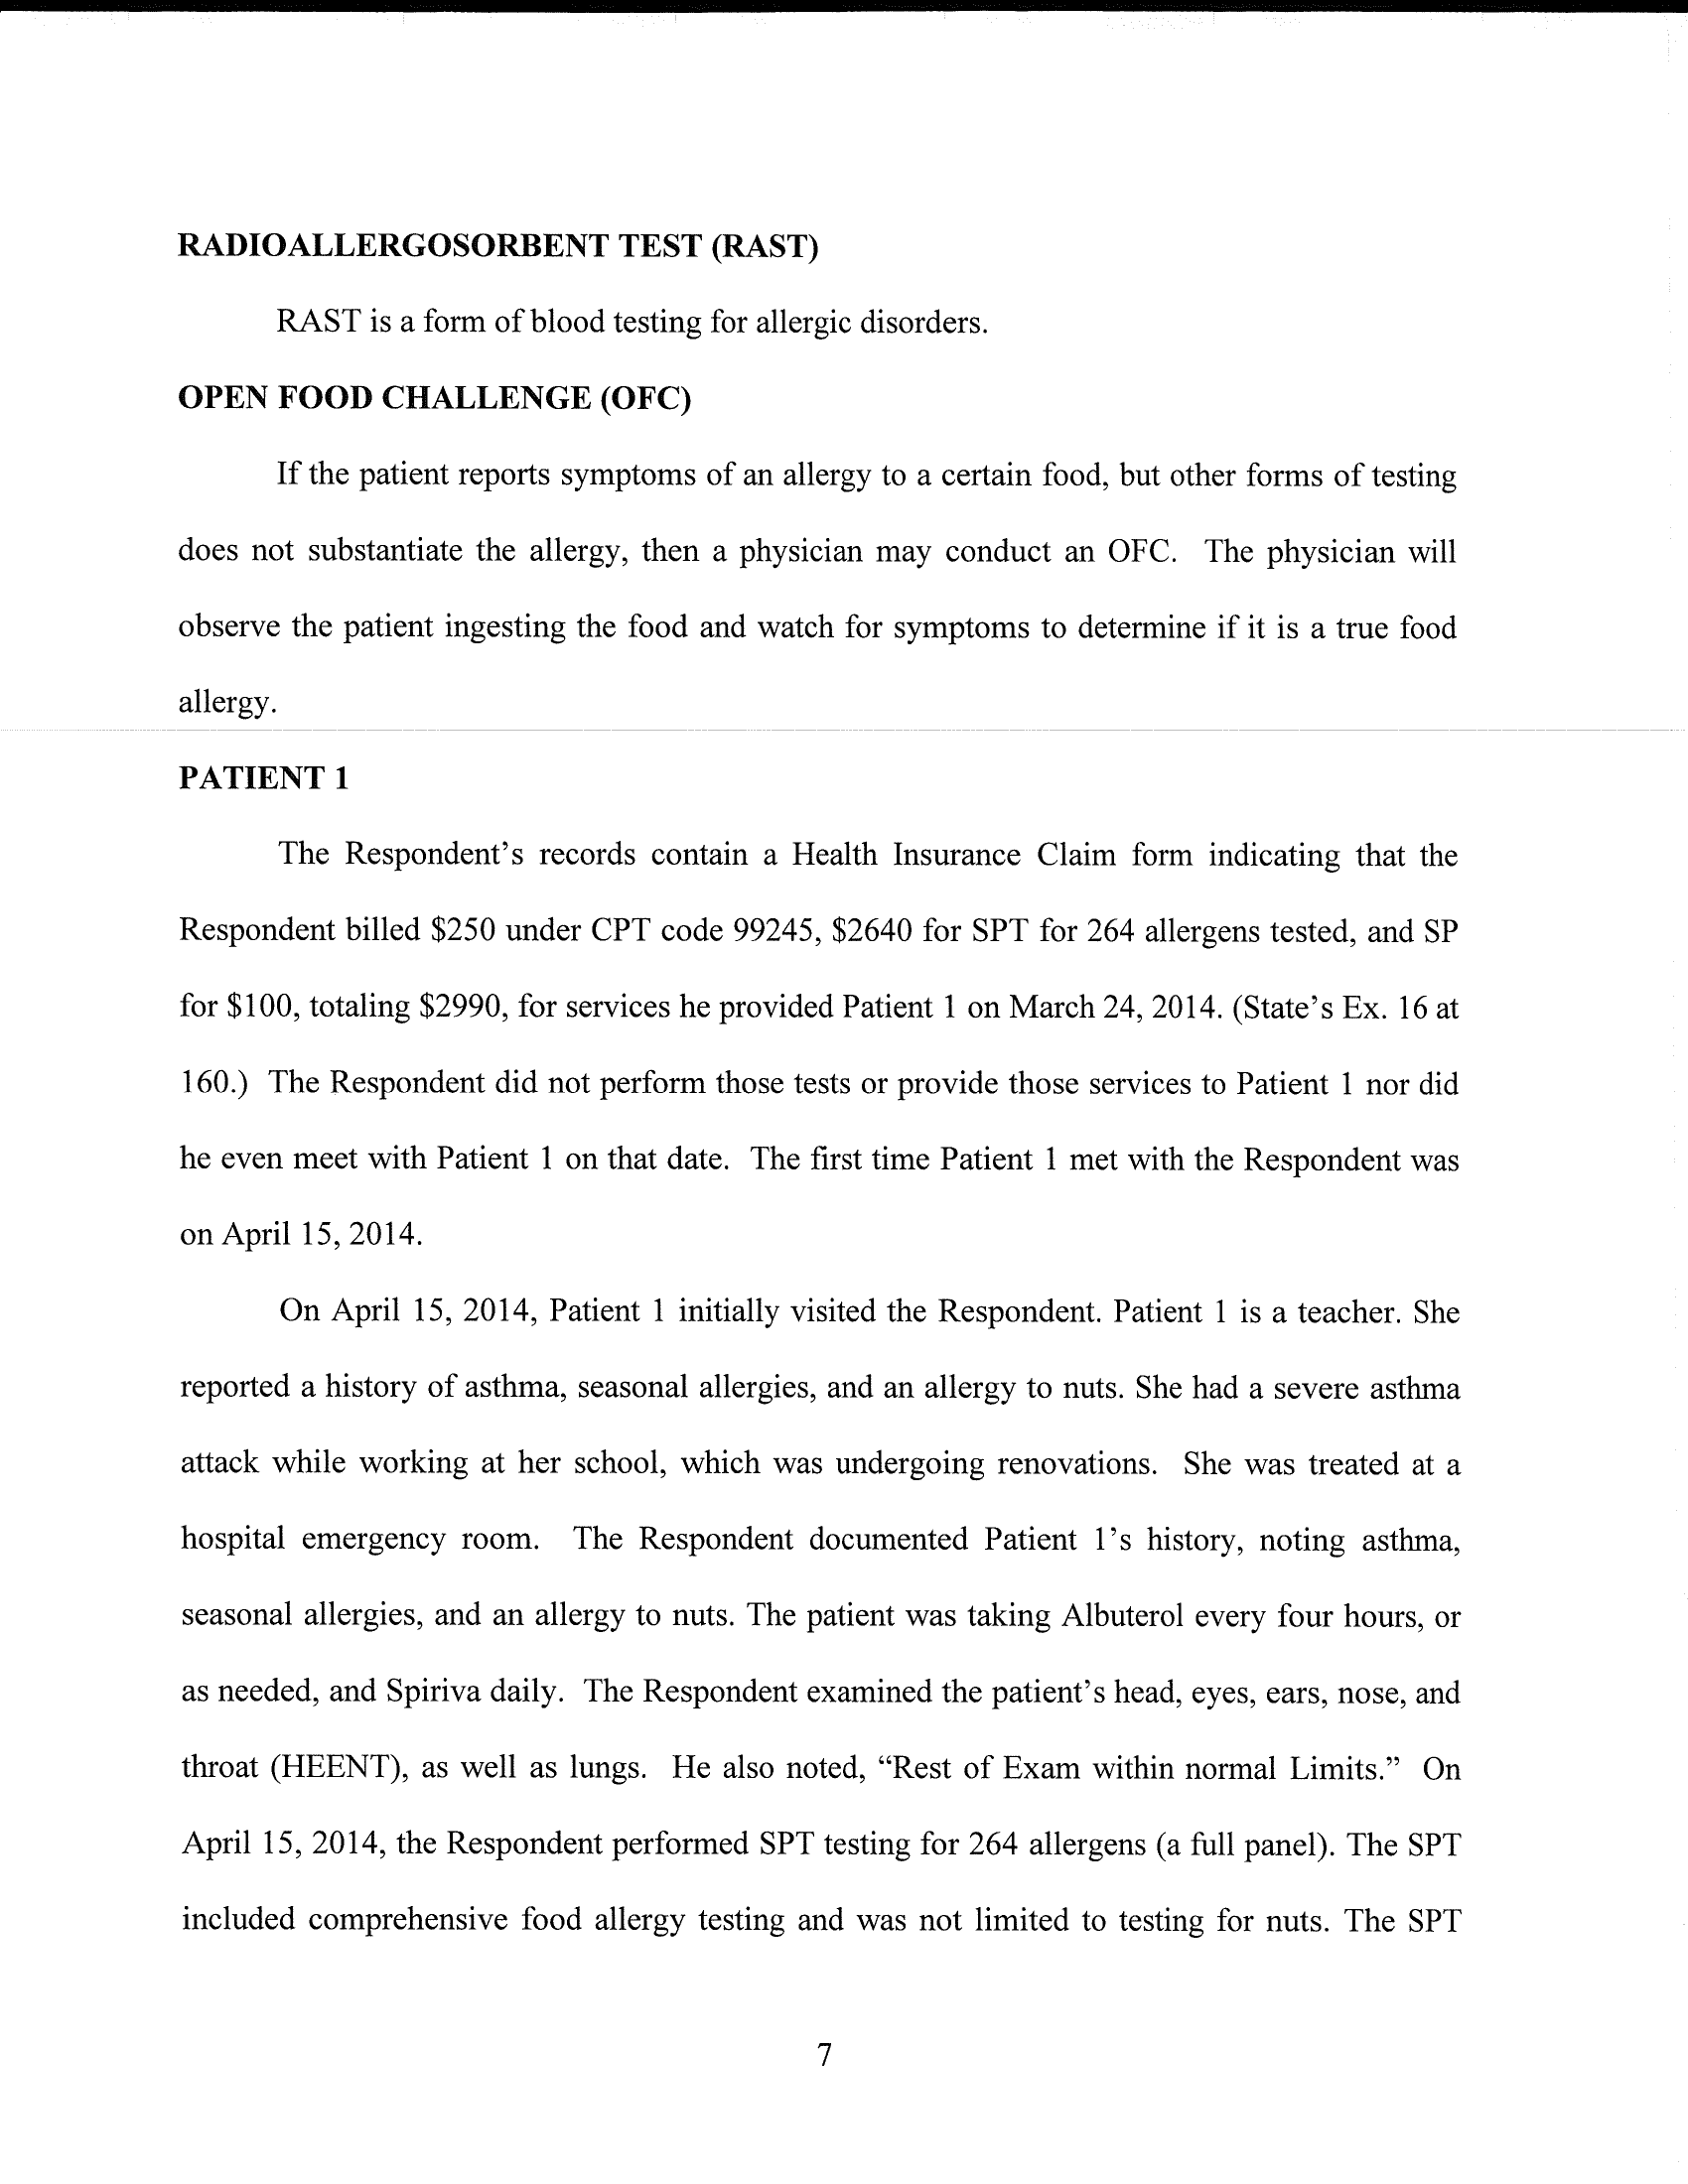 RADIOALLERGOSORBENT TEST (RAST)
RAST is a form of blood testing for allergic disorders.
OPEN FOOD CHALLENGE (OFC)
If the patient reports symptoms of an allergy to a certain food, but other forms of testing
does not substantiate the allergy, then a physician may conduct an OFC. The physician will
observe the patient ingesting the food and watch for symptoms to determine if it is a true food
allergy.
PATIENT 1
The Respondent's records contain a Health Insurance Claim form indicating that the
Respondent billed $250 under CPT code 99245, $2640 for SPT for 264 allergens tested, and SP
for $100, totaling $2990, for services he provided Patient 1 on March 24, 2014. (State's Ex. 16 at
160.) The Respondent did not perform those tests or provide those services to Patient 1 nor did
he even meet with Patient 1 on that date. The first time Patient 1 met with the Respondent was
on April 15, 2014.
On April 15, 2014, Patient 1 initially visited the Respondent. Patient 1 is a teacher. She
reported a history of asthma, seasonal allergies, and an allergy to nuts. She had a severe asthma
attack while working at her school, which was undergoing renovations. She was treated at a
hospital emergency room. The Respondent documented Patient 1's history, noting asthma,
seasonal allergies, and an allergy to nuts. The patient was taking Albuterol every four hours, or
as needed, and Spiriva daily. The Respondent examined the patient's head, eyes, ears, nose, and
throat (HEENT), as well as lungs. He also noted, “Rest of Exam within normal Limits.” On
April 15, 2014, the Respondent performed SPT testing for 264 allergens (a full panel). The SPT
included comprehensive food allergy testing and was not limited to testing for nuts. The SPT
7